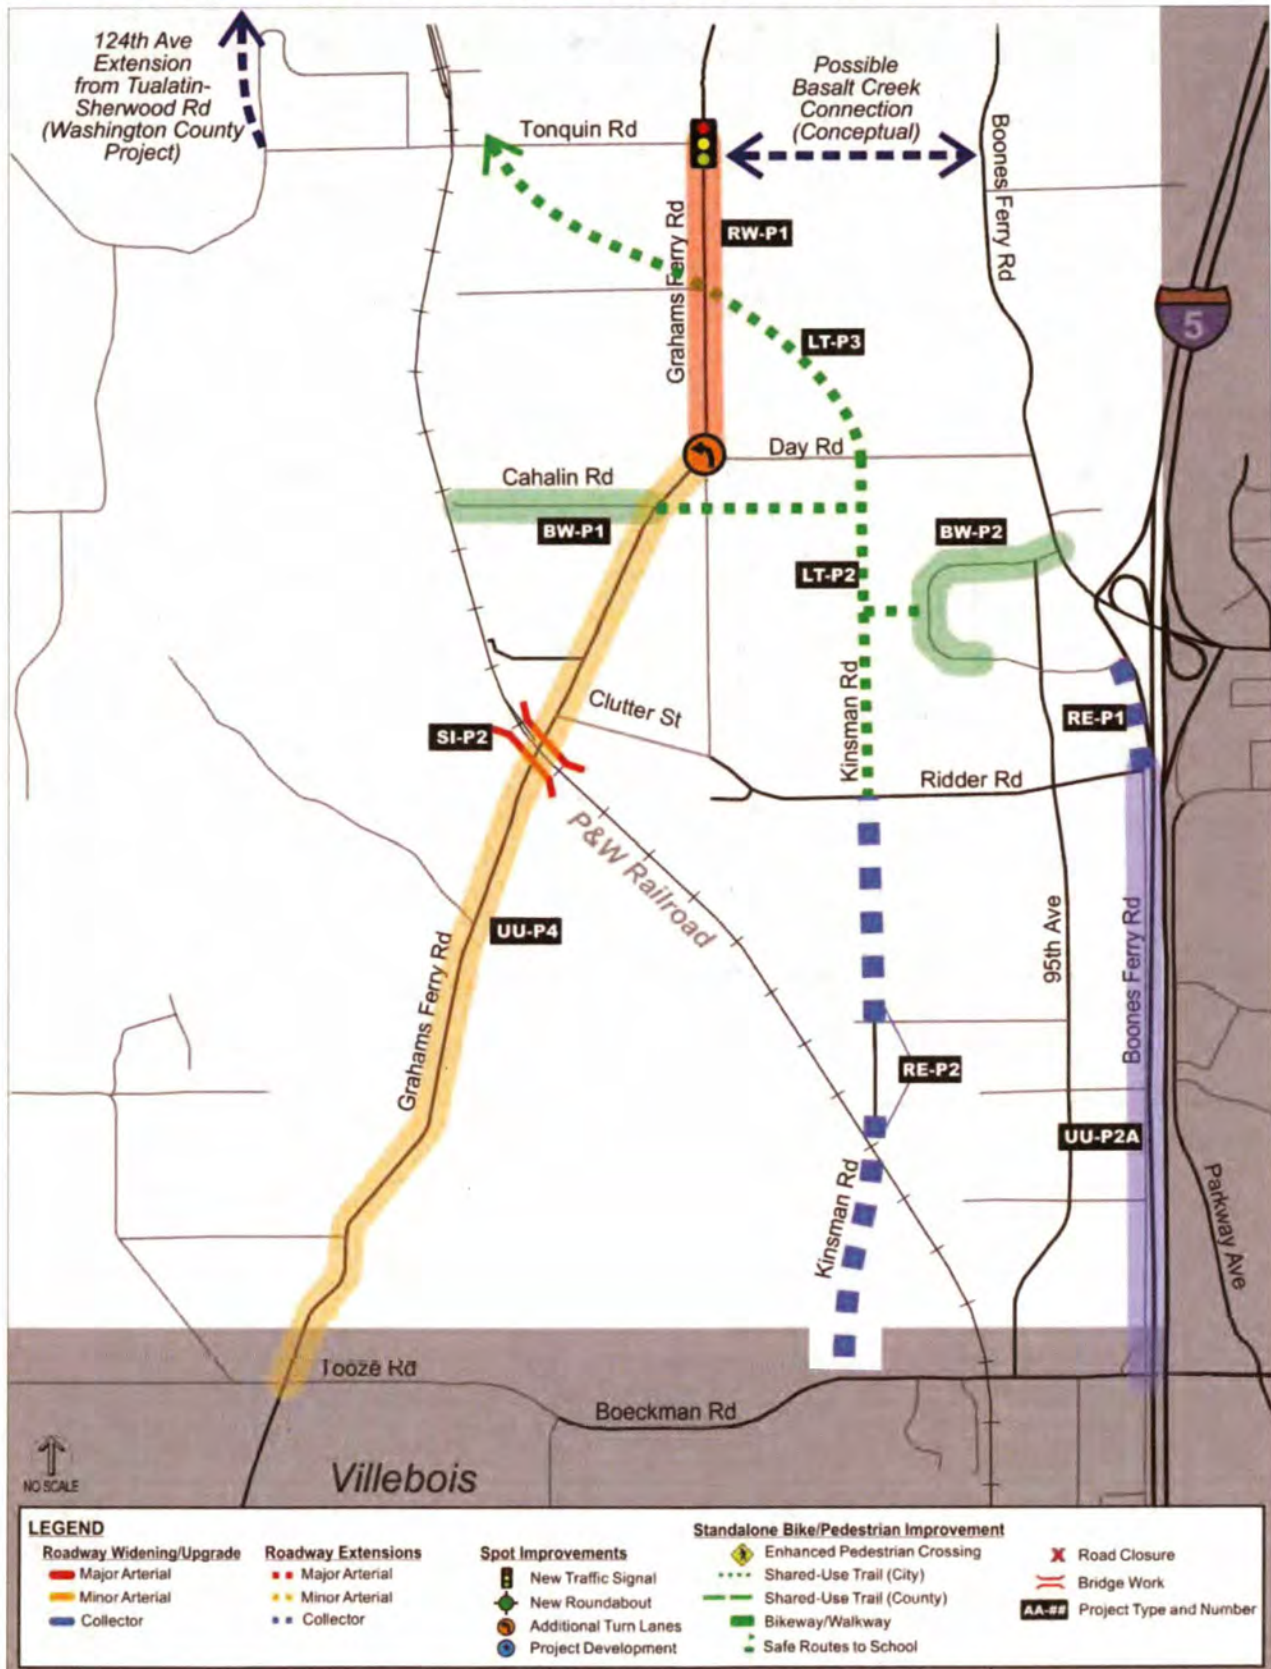 124th Ave
Extension
from Tualatin-
Sherwood Rd
(Washington County
Project)
Possible
Basalt Creek
Connection
(Conceptual)
Tonquin Rd
Boones Ferry Rd
RW-P1
Grahams Ferry Rd
5
LT-P3
Day Rd
Cahalin Rd
BW-P1
BW-P2
LT-P2
Kinsman Rd
Clutter St
SI-P2
RE-P1
Ridder Rd
P&W Railroad
UU-P4
95th Ave
Boones Ferry Rd
Grahams Ferry Rd
RE-P2
UU-P2A
Kinsman Rd
Parkway Ave
Tooze Rd
Boeckman Rd
Villebois
NO SCALE
LEGEND
Roadway Widening/Upgrade
Major Arterial
Minor Arterial
Collector
Roadway Extensions
Major Arterial
Minor Arterial
Collector
Spot Improvements
New Traffic Signal
New Roundabout
Additional Turn Lanes
Project Development
Standalone Bike/Pedestrian Improvement
Enhanced Pedestrian Crossing
Shared-Use Trail (City)
Shared-Use Trail (County)
Bikeway/Walkway
Safe Routes to School
Road Closure
Bridge Work
AA-## Project Type and Number